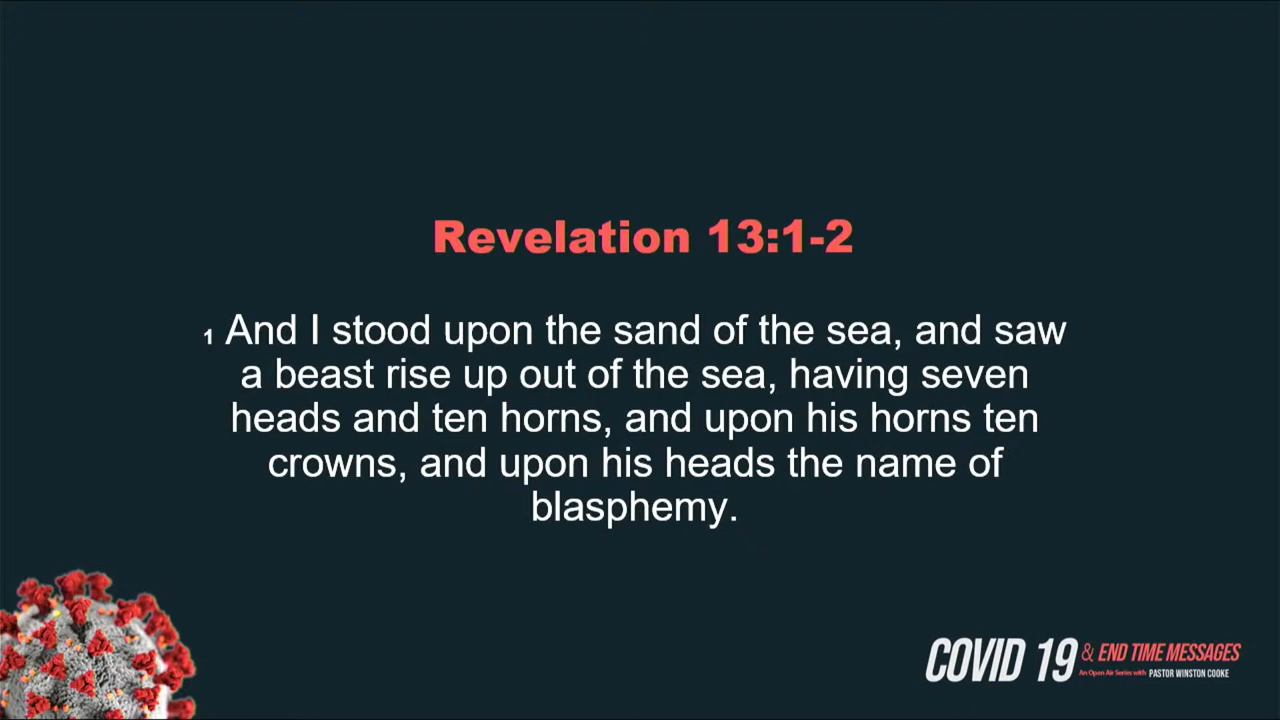 Revelation 13:1-2
1 And I stood upon the sand of the sea, and saw
a beast rise up out of the sea, having seven
heads and ten horns, and upon his horns ten
crowns, and upon his heads the name of
blasphemy.
COVID 19 & END TIME MESSAGES
An Open Air Series with PASTOR WINSTON COOKE